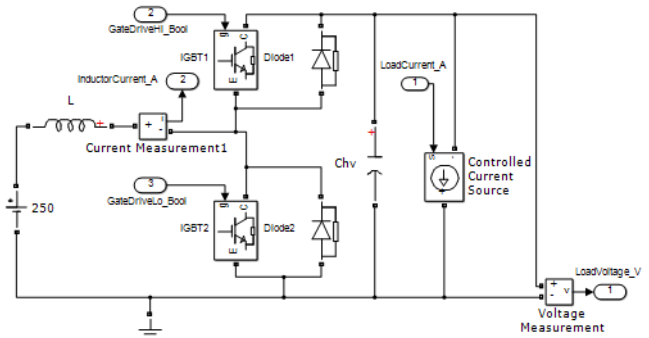 2
GateDriveHi_Bool
g
C
E
IGBT1
Diode1
InductorCurrent_A
2
LoadCurrent_A
1
L
+
+
-
i
Current Measurement1
+
Chv
s
-
Controlled
Current
Source
3
GateDriveLo_Bool
g
C
E
IGBT2
Diode2
+
250
LoadVoltage_V
+
-
v
1
Voltage
Measurement